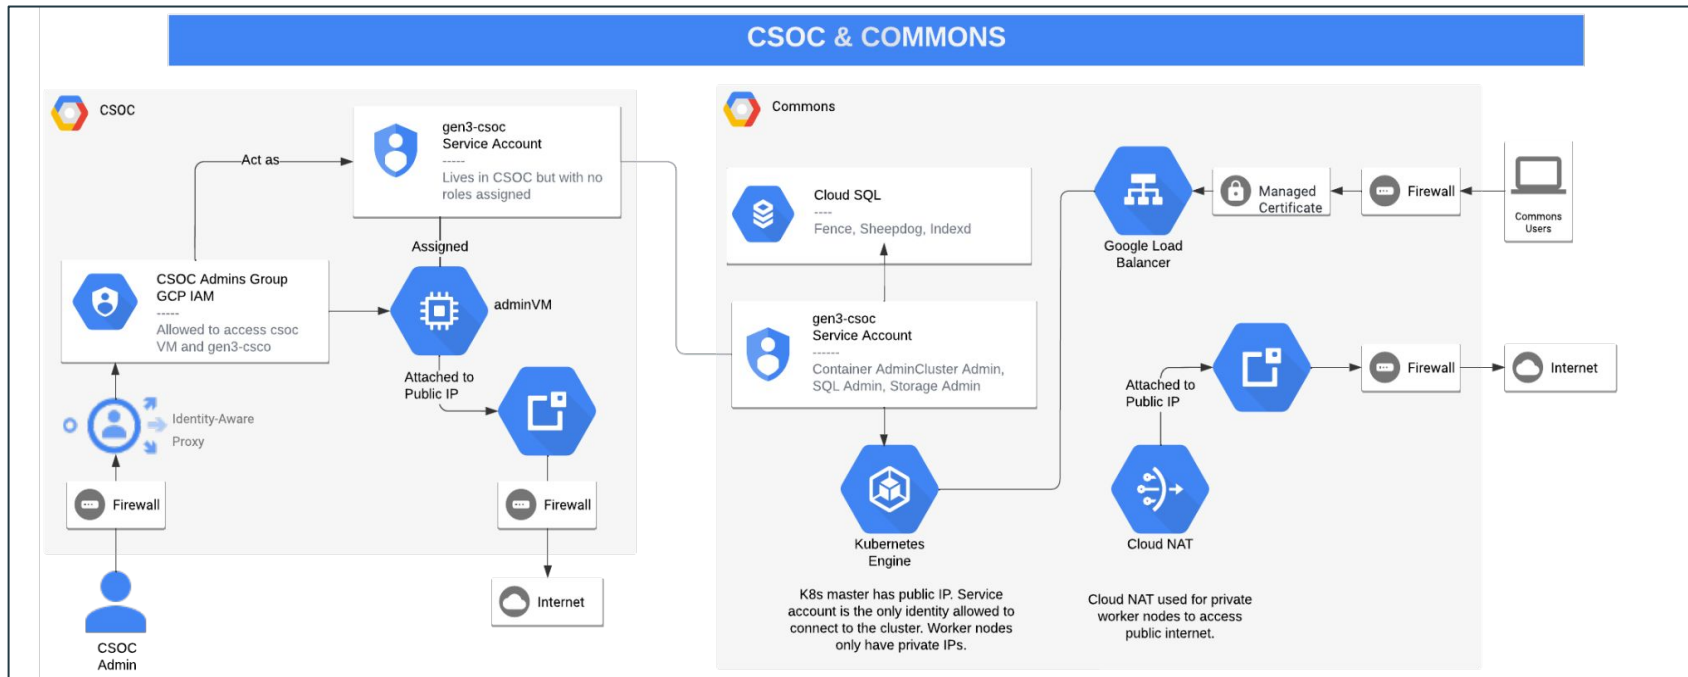 CSOC & COMMONS
CSOC
gen3-csoc
Service Account
-----
Lives in CSOC but with no
roles assigned
Act as
Assigned
CSOC Admins Group
GCP IAM
-----
Allowed to access csoc
VM and gen3-csco
adminVM
Attached to
Public IP
Identity-Aware
Proxy
Firewall
Firewall
CSOC
Admin
Internet
Commons
Cloud SQL
----
Fence, Sheepdog, Indexd
gen3-csoc
Service Account
------
Container AdminCluster Admin,
SQL Admin, Storage Admin
Kubernetes
Engine
K8s master has public IP. Service
account is the only identity allowed to
connect to the cluster. Worker nodes
only have private IPs.
Google Load
Balancer
Managed
Certificate
Firewall
Commons
Users
Attached to
Public IP
Firewall
Internet
Cloud NAT
Cloud NAT used for private
worker nodes to access
public internet.